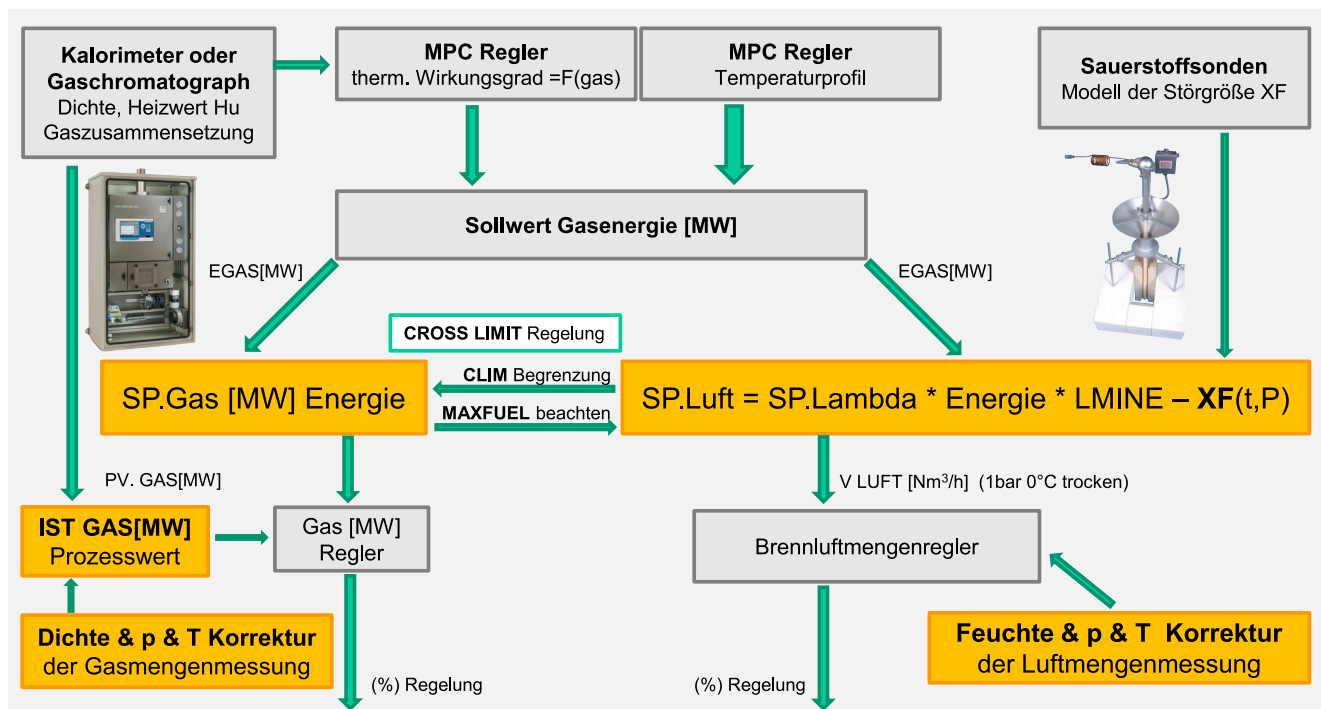 Kalorimeter oder
Gaschromatograph
Dichte, Heizwert Hu
Gaszusammensetzung
MPC Regler
therm. Wirkungsgrad =F(gas)
MPC Regler
Temperaturprofil
Sauerstoffsonden
Modell der Störgröße XF
Sollwert Gasenergie [MW]
EGAS[MW]
EGAS[MW]
CROSS LIMIT Regelung
SP.Gas [MW] Energie
CLIM Begrenzung
MAXFUEL beachten
SP.Luft = SP.Lambda * Energie * LMINE – XF(t,P)
PV. GAS[MW]
V LUFT [Nm³/h] (1bar 0°C trocken)
IST GAS[MW]
Prozesswert
Gas [MW]
Regler
Brennluftmengenregler
Dichte & p & T Korrektur
der Gasmengenmessung
Feuchte & p & T Korrektur
der Luftmengenmessung
(%) Regelung
(%) Regelung